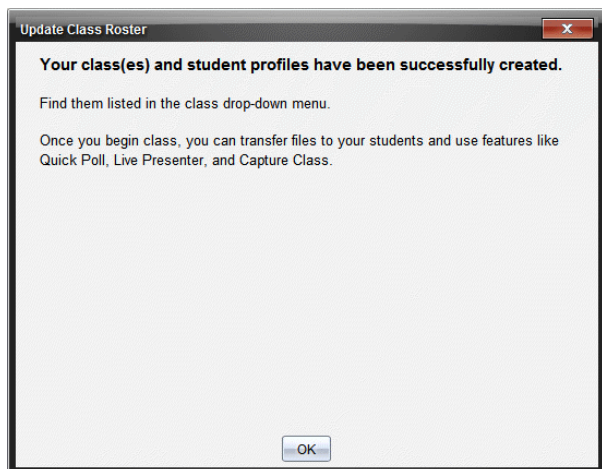 Update Class Roster
Your class(es) and student profiles have been successfully created.
Find them listed in the class drop-down menu.
Once you begin class, you can transfer files to your students and use features like
Quick Poll, Live Presenter, and Capture Class.
OK